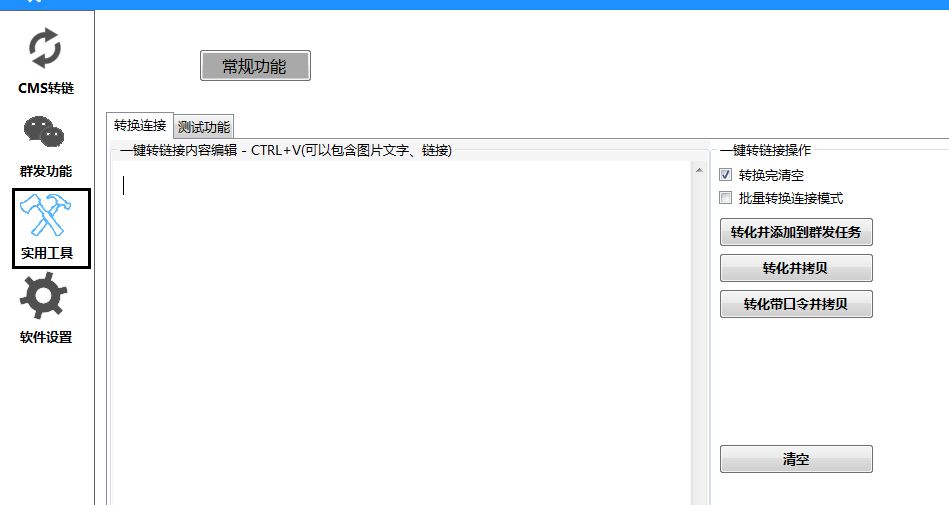 CMS转链
群发功能
实用工具
软件设置
常规功能
转换连接
测试功能
一键转链接内容编辑 - CTRL+V(可以包含图片文字、链接)
一键转链接操作
转换完清空
批量转换连接模式
转化并添加到群发任务
转化并拷贝
转化带口令并拷贝
清空